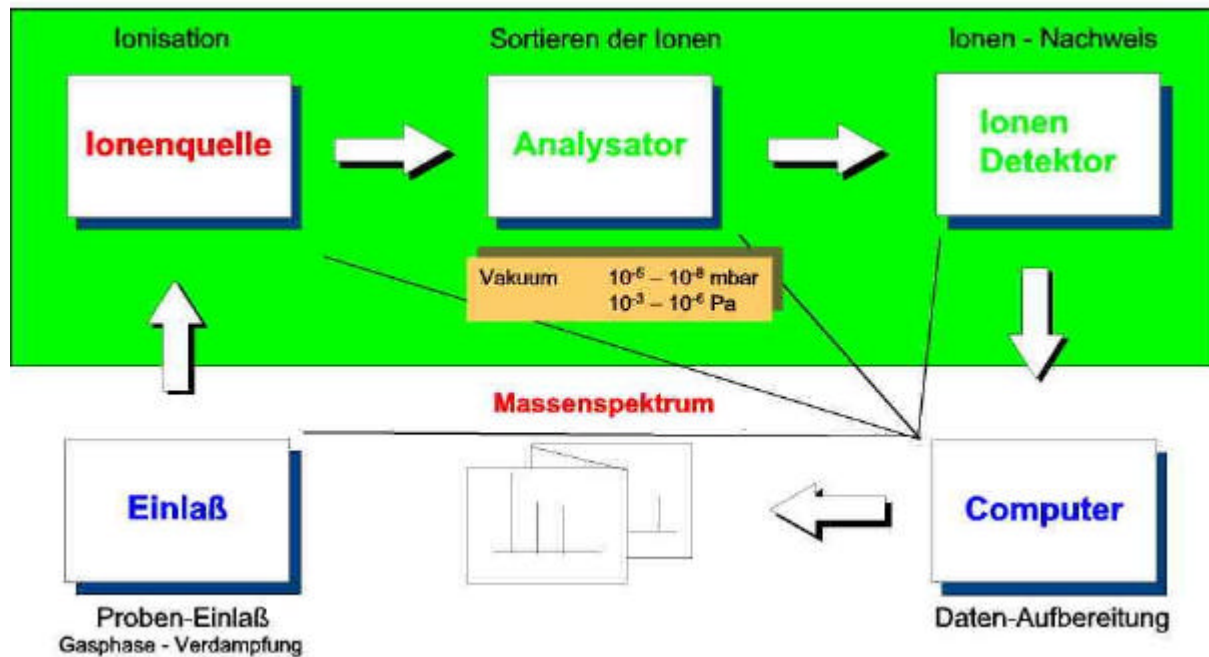 Ionisation
Sortieren der Ionen
Ionen - Nachweis
Ionenquelle
Analysator
Ionen
Detektor
Vakuum 10⁻⁵ – 10⁻⁸ mbar
10⁻³ – 10⁻⁶ Pa
Massenspektrum
Einlaß
Computer
Proben-Einlaß
Gasphase - Verdampfung
Daten-Aufbereitung